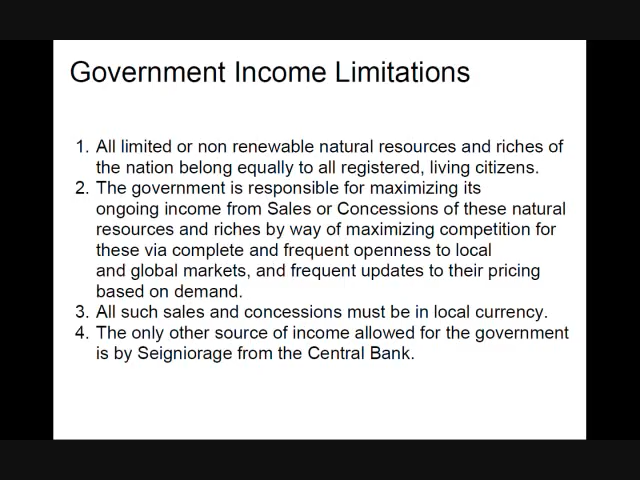 Government Income Limitations
1. All limited or non renewable natural resources and riches of
the nation belong equally to all registered, living citizens.
2. The government is responsible for maximizing its
ongoing income from Sales or Concessions of these natural
resources and riches by way of maximizing competition for
these via complete and frequent openness to local
and global markets, and frequent updates to their pricing
based on demand.
3. All such sales and concessions must be in local currency.
4. The only other source of income allowed for the government
is by Seigniorage from the Central Bank.